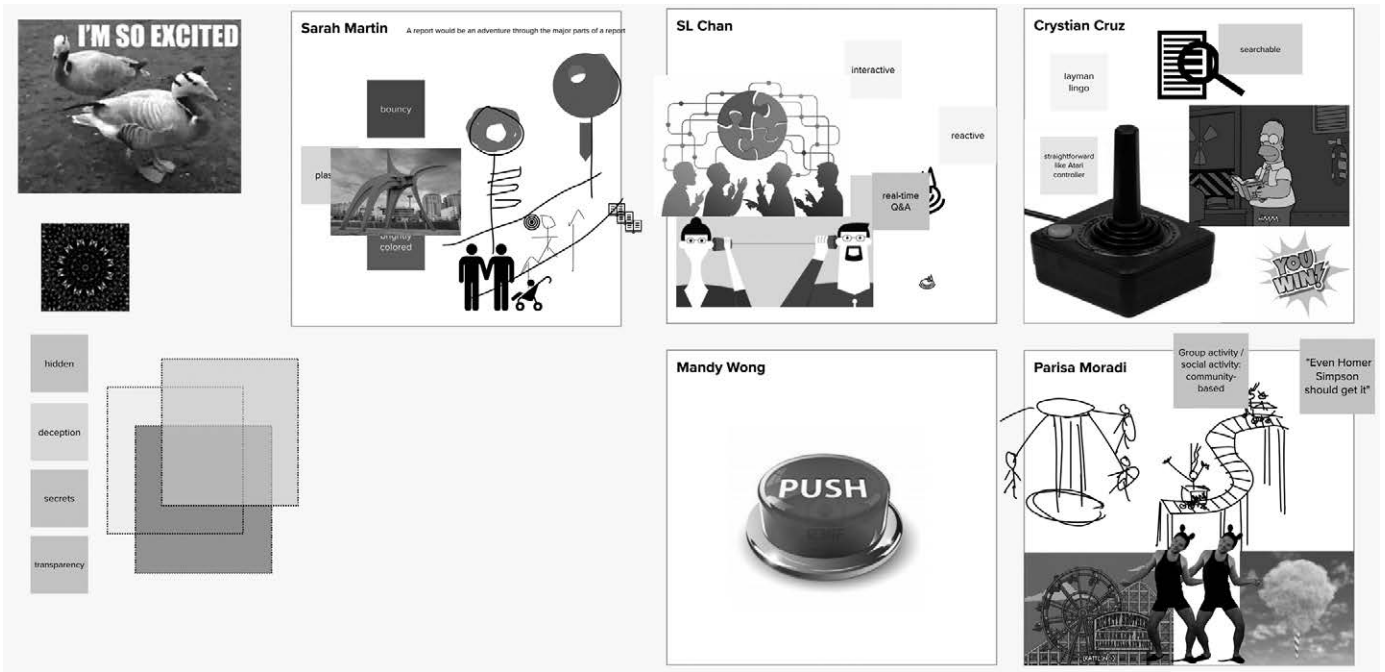 I'M SO EXCITED
hidden
deception
secrets
transparency
Sarah Martin
A report would be an adventure through the major parts of a report
bouncy
colored
SL Chan
interactive
reactive
real-time
Q&A
Crystian Cruz
searchable
layman
lingo
straightforward
like Atari
controller
YOU
WIN!
Mandy Wong
PUSH
Parisa Moradi
Group activity /
social activity:
community-
based
"Even Homer
Simpson
should get it"